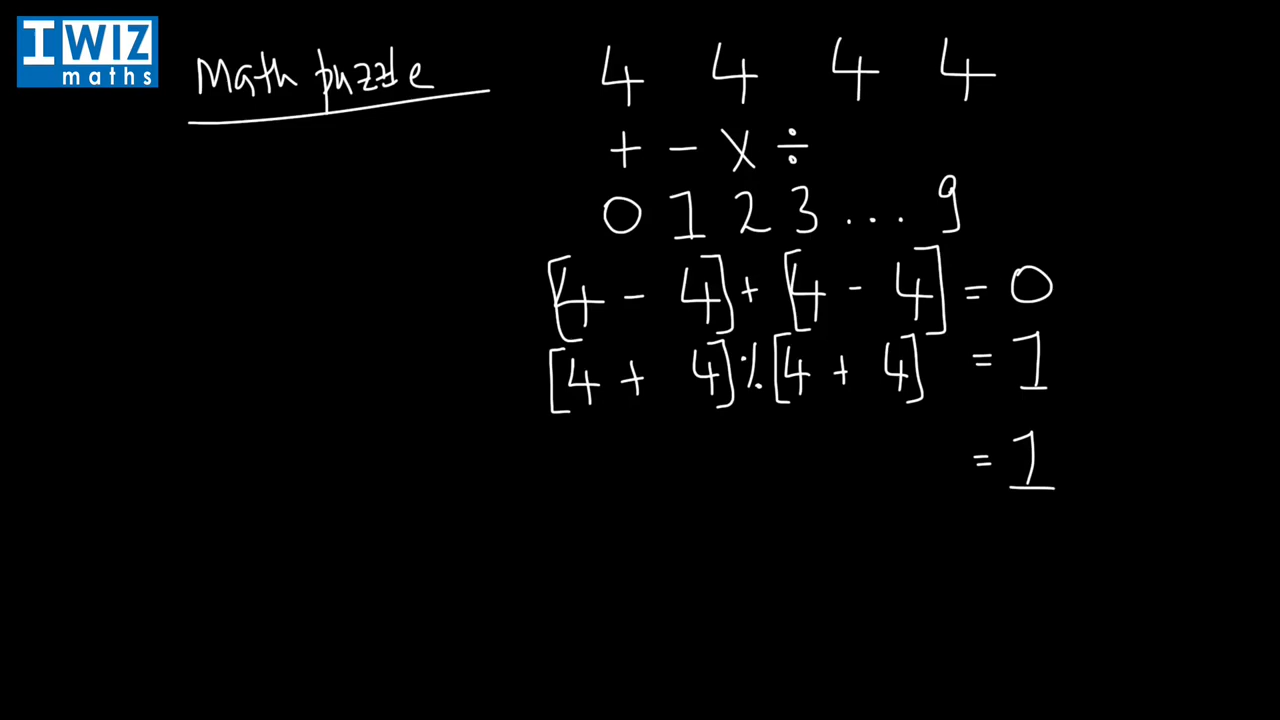 I WIZ
maths
Math puzzle
4 4 4 4
+ - x ÷
0 1 2 3 ... 9
[4 - 4] + [4 - 4] = 0
[4 + 4] ÷ [4 + 4] = 1
= 1